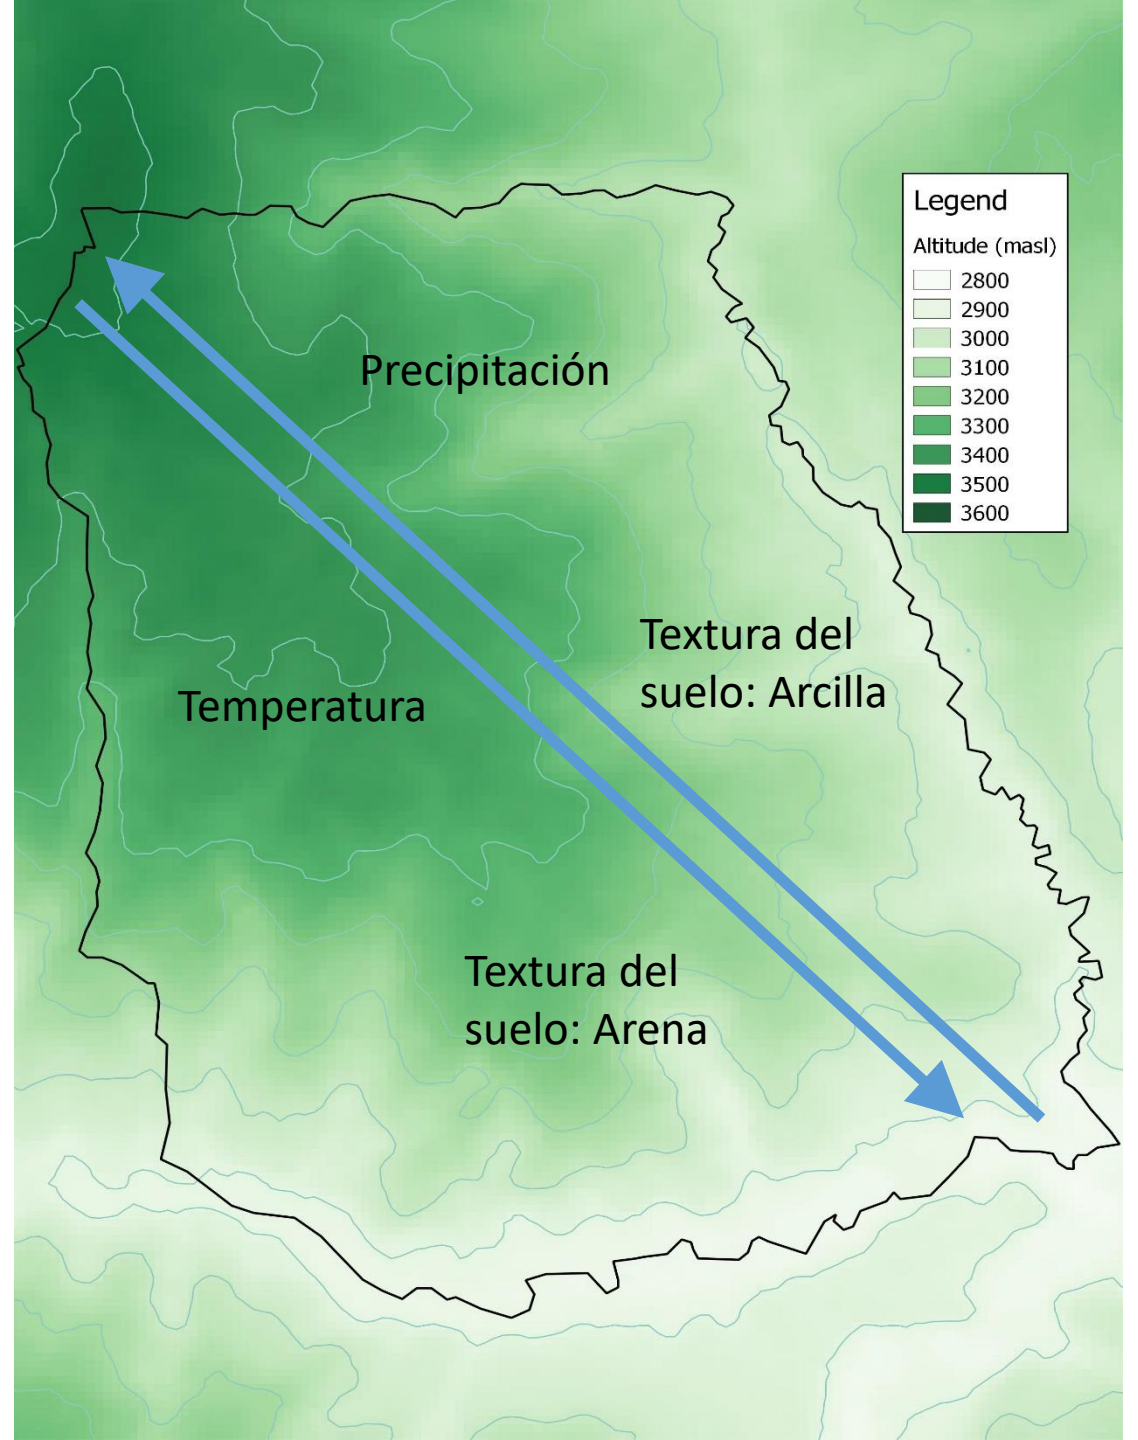 Legend
Altitude (masl)
2800
2900
3000
3100
3200
3300
3400
3500
3600
Precipitación
Textura del
suelo: Arcilla
Temperatura
Textura del
suelo: Arena